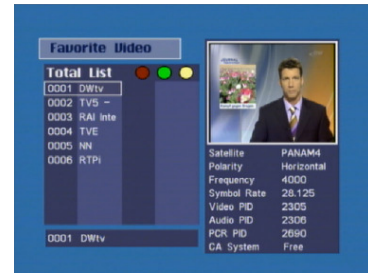 Favorite Video
Total List
0001 DWtv
0002 TV5 -
0003 RAI Inte
0004 TVE
0005 NN
0006 RTPi
0001 DWtv
Satellite PANAM4
Polarity Horizontal
Frequency 4000
Symbol Rate 28.125
Video PID 2305
Audio PID 2306
PCR PID 2690
CA System Free